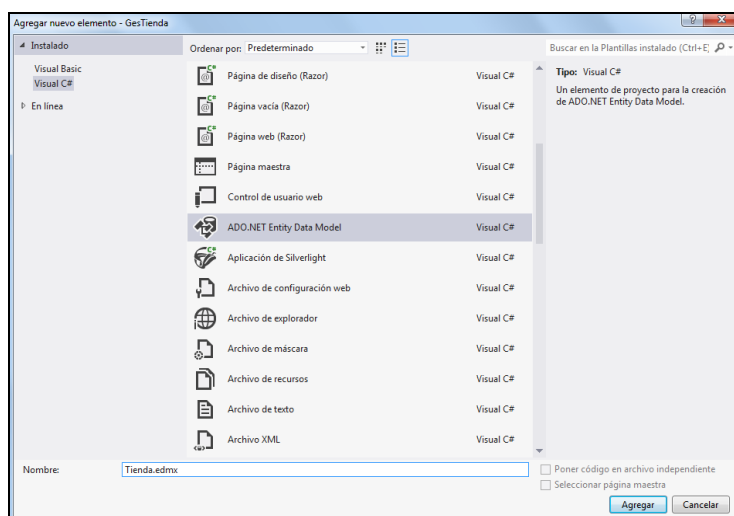 Agregar nuevo elemento - GesTienda
Instalado
Visual Basic
Visual C#
En línea
Ordenar por: Predeterminado
Buscar en la Plantillas instalado (Ctrl+E)
Página de diseño (Razor) Visual C#
Página vacía (Razor) Visual C#
Página web (Razor) Visual C#
Página maestra Visual C#
Control de usuario web Visual C#
ADO.NET Entity Data Model Visual C#
Aplicación de Silverlight Visual C#
Archivo de configuración web Visual C#
Archivo de explorador Visual C#
Archivo de máscara Visual C#
Archivo de recursos Visual C#
Archivo de texto Visual C#
Archivo XML Visual C#
Tipo: Visual C#
Un elemento de proyecto para la creación
de ADO.NET Entity Data Model.
Nombre: Tienda.edmx
Poner código en archivo independiente
Seleccionar página maestra
Agregar Cancelar